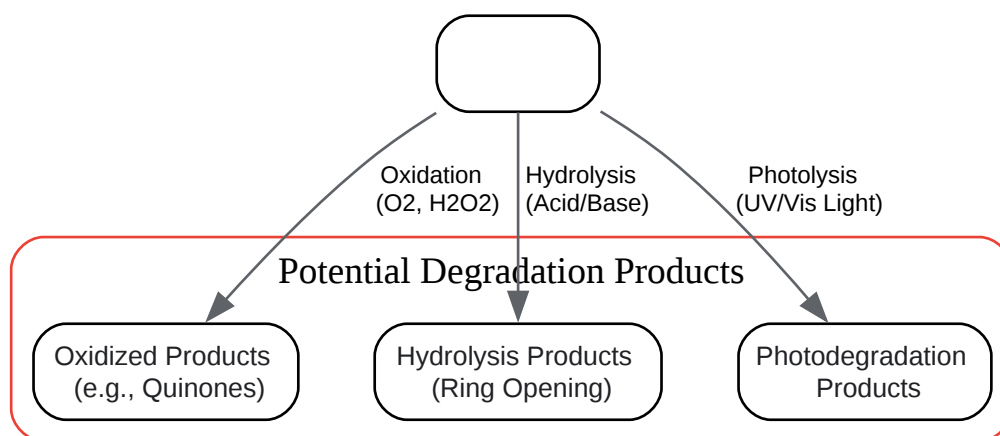 Oxidation
(O2, H2O2)
Hydrolysis
(Acid/Base)
Photolysis
(UV/Vis Light)
Potential Degradation Products
Oxidized Products
(e.g., Quinones)
Hydrolysis Products
(Ring Opening)
Photodegradation
Products